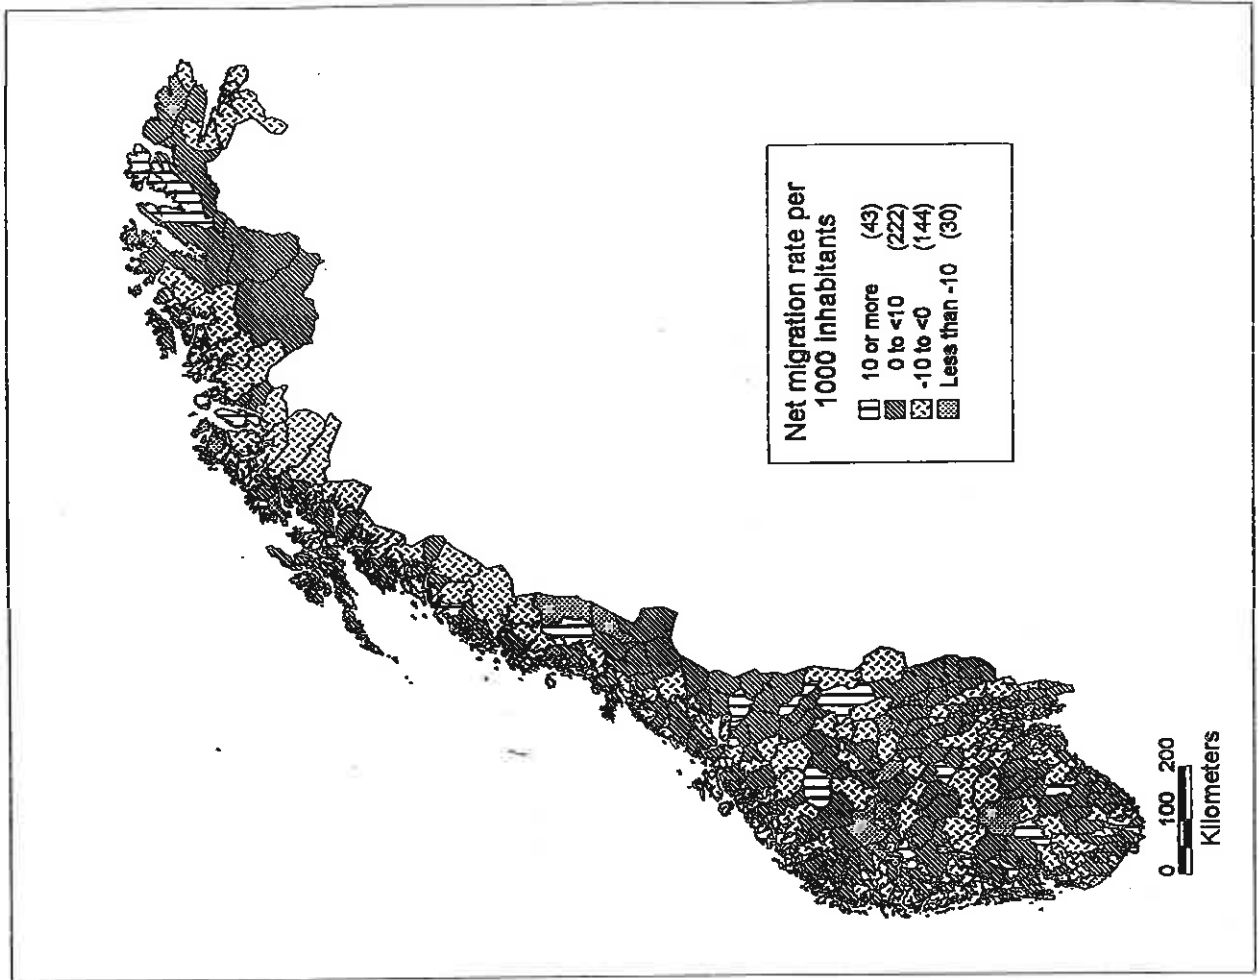 Net migration rate per
1000 inhabitants
10 or more (43)
0 to <10 (222)
-10 to <0 (144)
Less than -10 (30)
0 100 200
Kilometers